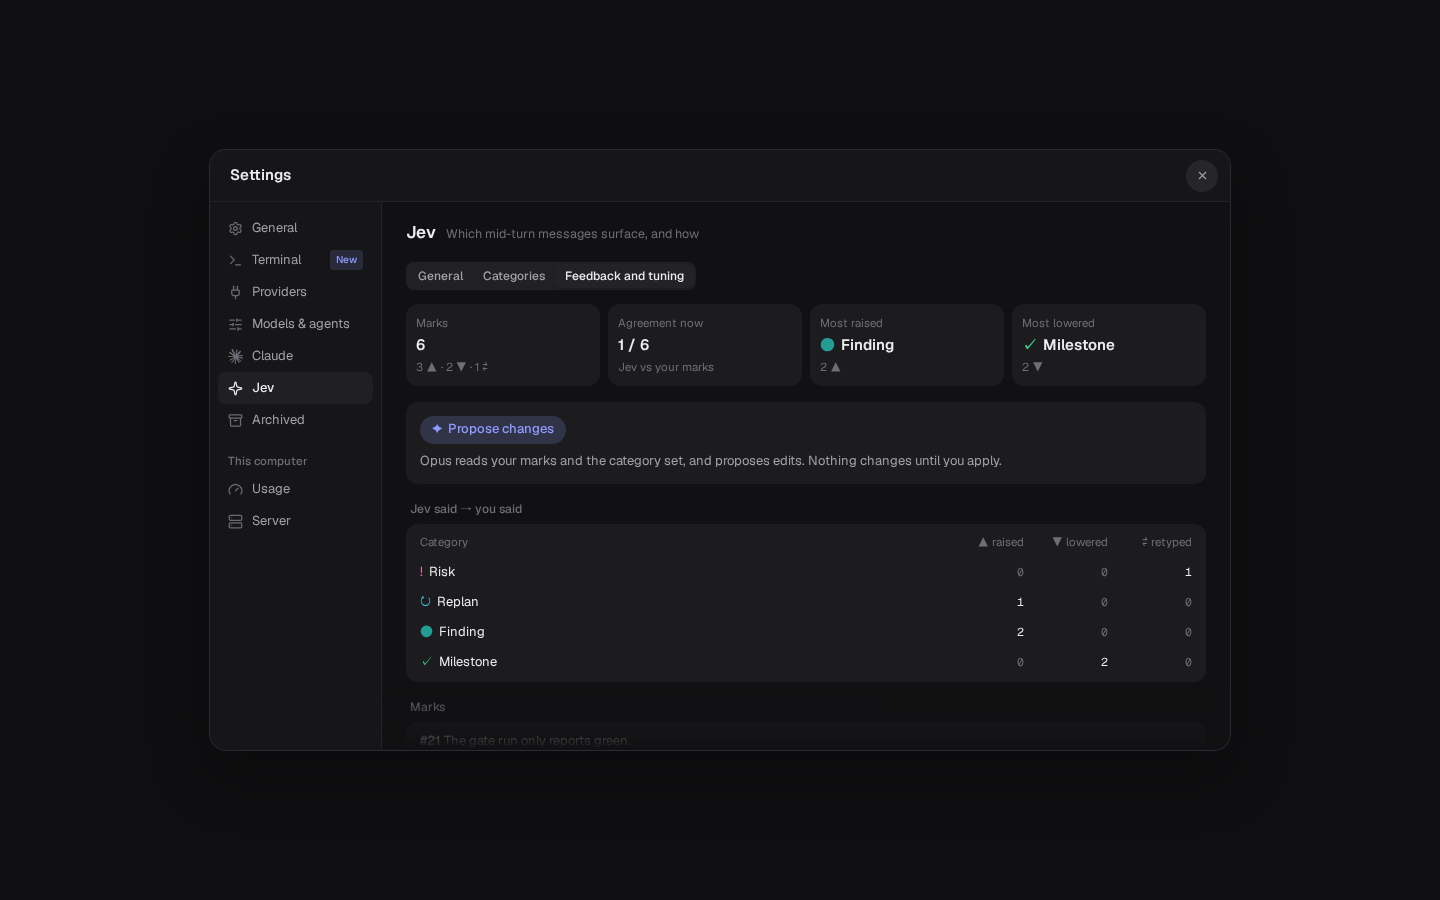 Settings
General
Terminal New
Providers
Models & agents
Claude
Jev
Archived
This computer
Usage
Server
Jev Which mid-turn messages surface, and how
General Categories Feedback and tuning
Marks
6
3 ▲ · 2 ▼ · 1 ⇄
Agreement now
1 / 6
Jev vs your marks
Most raised
Finding
2 ▲
Most lowered
✓ Milestone
2 ▼
✦ Propose changes
Opus reads your marks and the category set, and proposes edits. Nothing changes until you apply.
Jev said → you said
Category ▲ raised ▼ lowered ⇄ retyped
! Risk 0 0 1
↻ Replan 1 0 0
Finding 2 0 0
✓ Milestone 0 2 0
Marks
#21 The gate run only reports green.